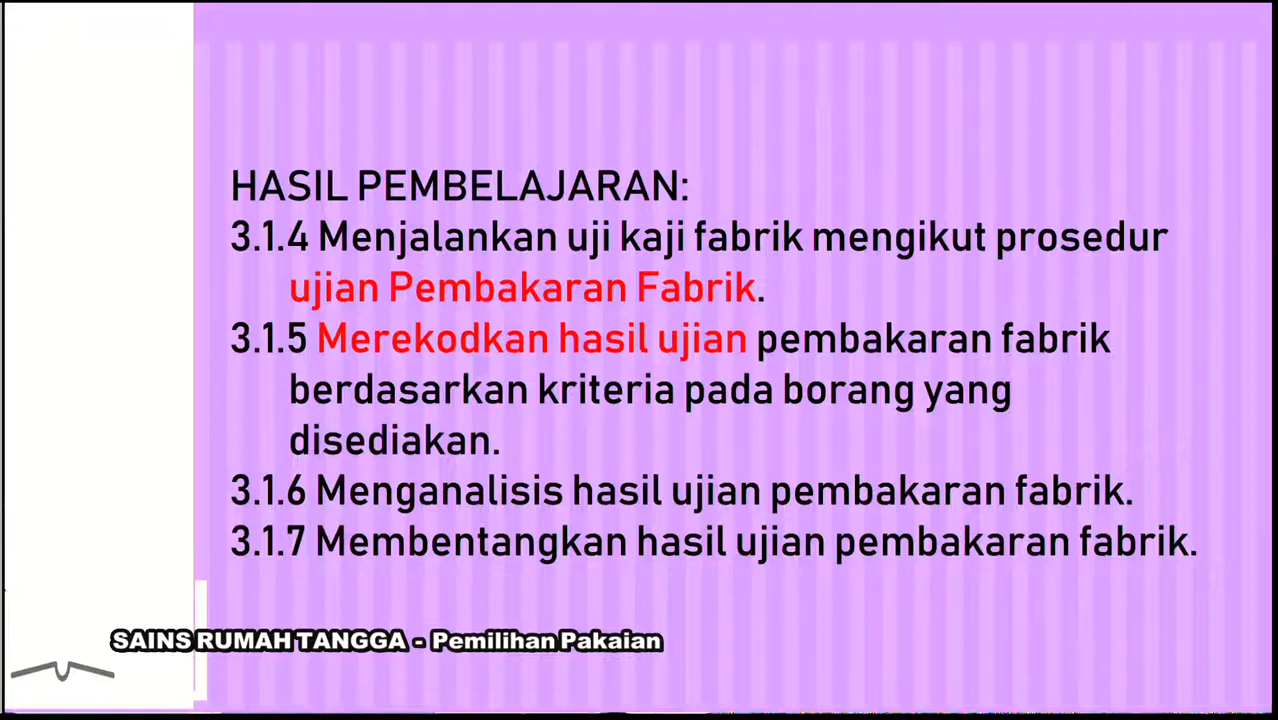 HASIL PEMBELAJARAN:
3.1.4 Menjalankan uji kaji fabrik mengikut prosedur
ujian Pembakaran Fabrik.
3.1.5 Merekodkan hasil ujian pembakaran fabrik
berdasarkan kriteria pada borang yang
disediakan.
3.1.6 Menganalisis hasil ujian pembakaran fabrik.
3.1.7 Membentangkan hasil ujian pembakaran fabrik.
SAINS RUMAH TANGGA - Pemilihan Pakaian